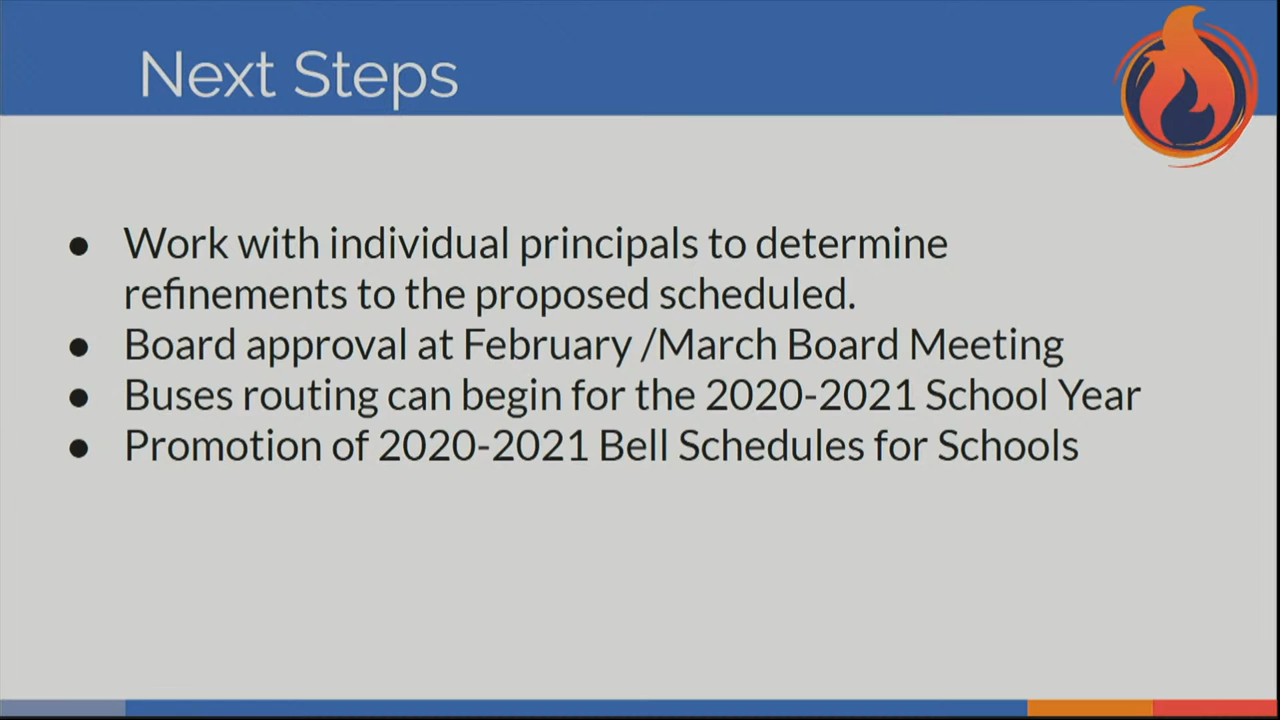 Next Steps
● Work with individual principals to determine
refinements to the proposed scheduled.
● Board approval at February /March Board Meeting
● Buses routing can begin for the 2020-2021 School Year
● Promotion of 2020-2021 Bell Schedules for Schools